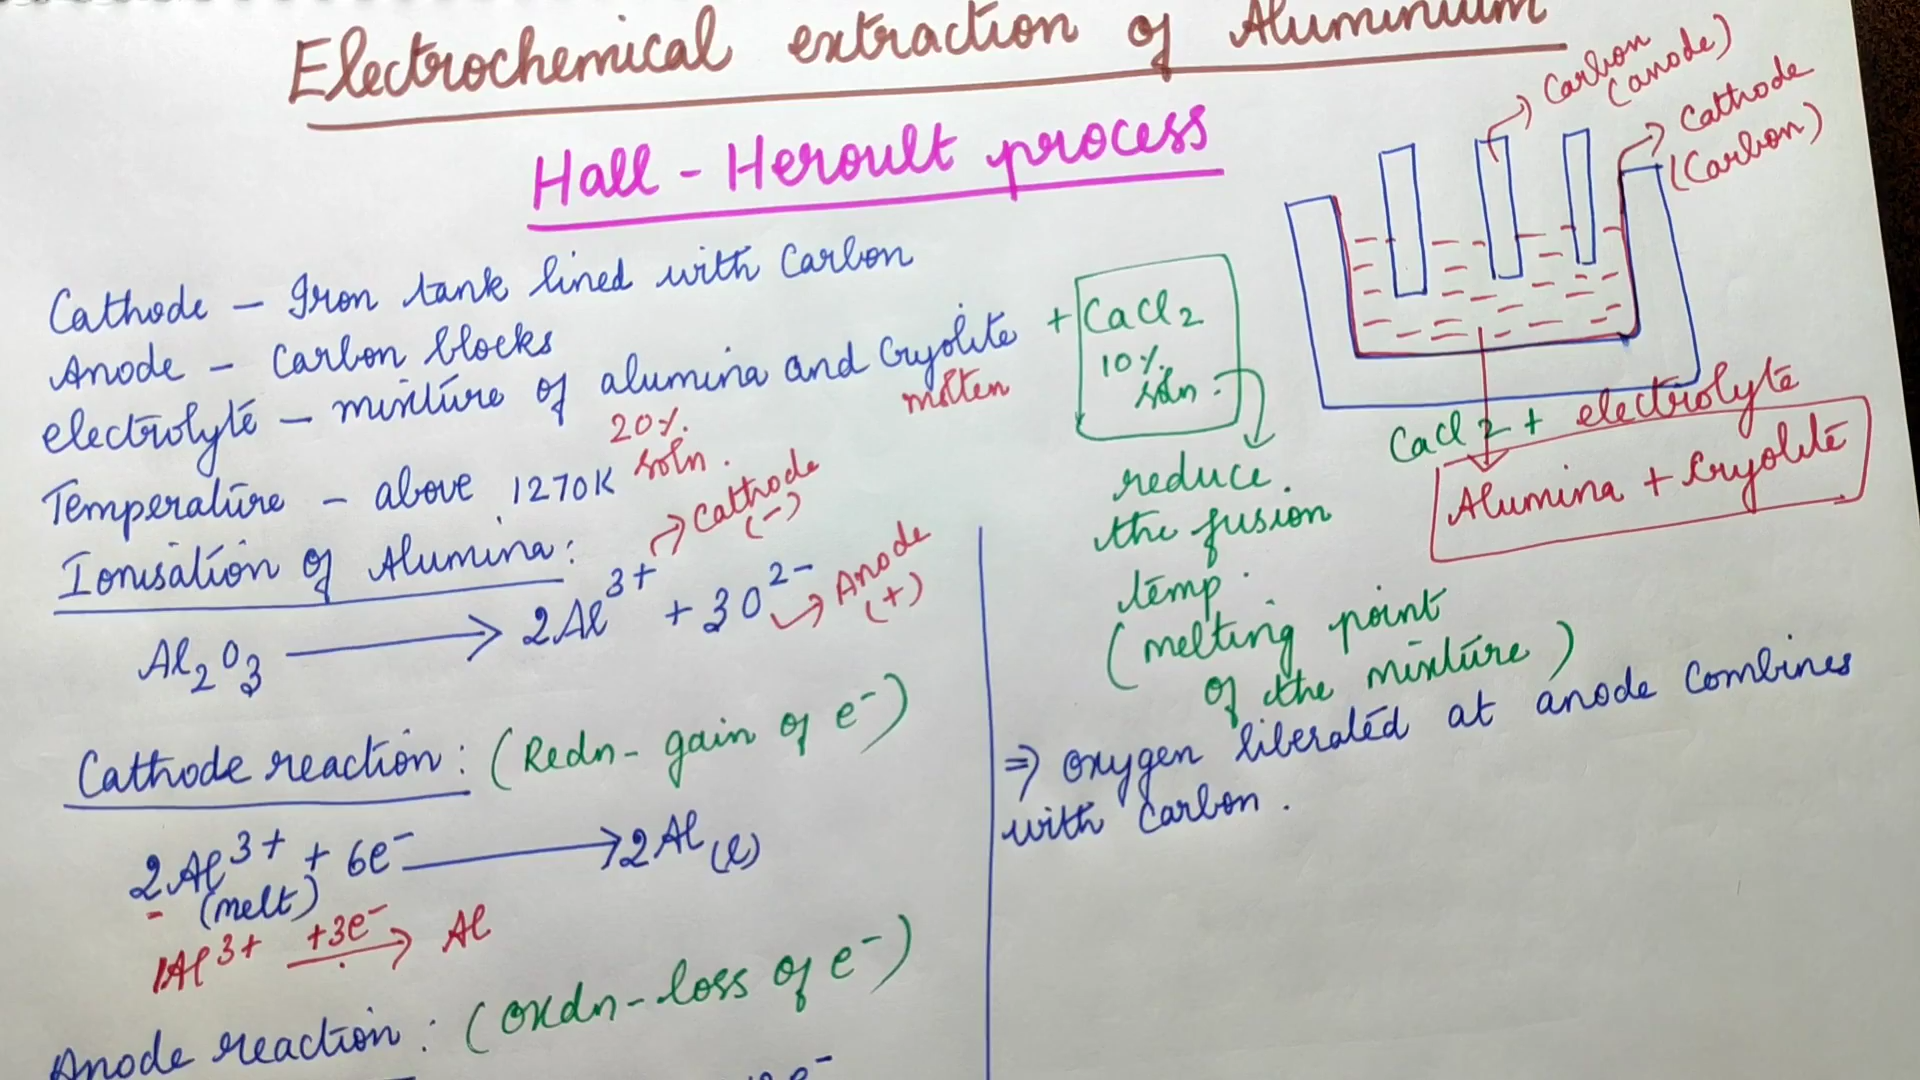 Electrochemical extraction of Aluminium
Hall - Heroult process
Cathode - Iron tank lined with Carbon
Anode - Carbon blocks
electrolyte - mixture of alumina and Cryolite + CaCl2
20%. soln.
molten
10%. soln.
Temperature - above 1270K
Ionisation of Alumina:
Al2O3 → 2Al3+ + 3O2-
→ Cathode (-)
→ Anode (+)
Cathode reaction: (Redn- gain of e-)
2Al3+ + 6e- → 2Al (l)
(melt)
1Al3+ +3e- → Al
Anode reaction: (oxdn- loss of e-)
Carbon (anode)
Cathode (Carbon)
CaCl2 + electrolyte
Alumina + Cryolite
reduce
the fusion
temp.
(melting point
of the mixture)
⇒ oxygen liberated at anode combines
with carbon.